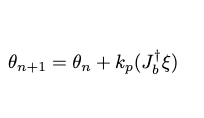 θ_{n+1} = θ_n + k_p(J_b^† ξ)